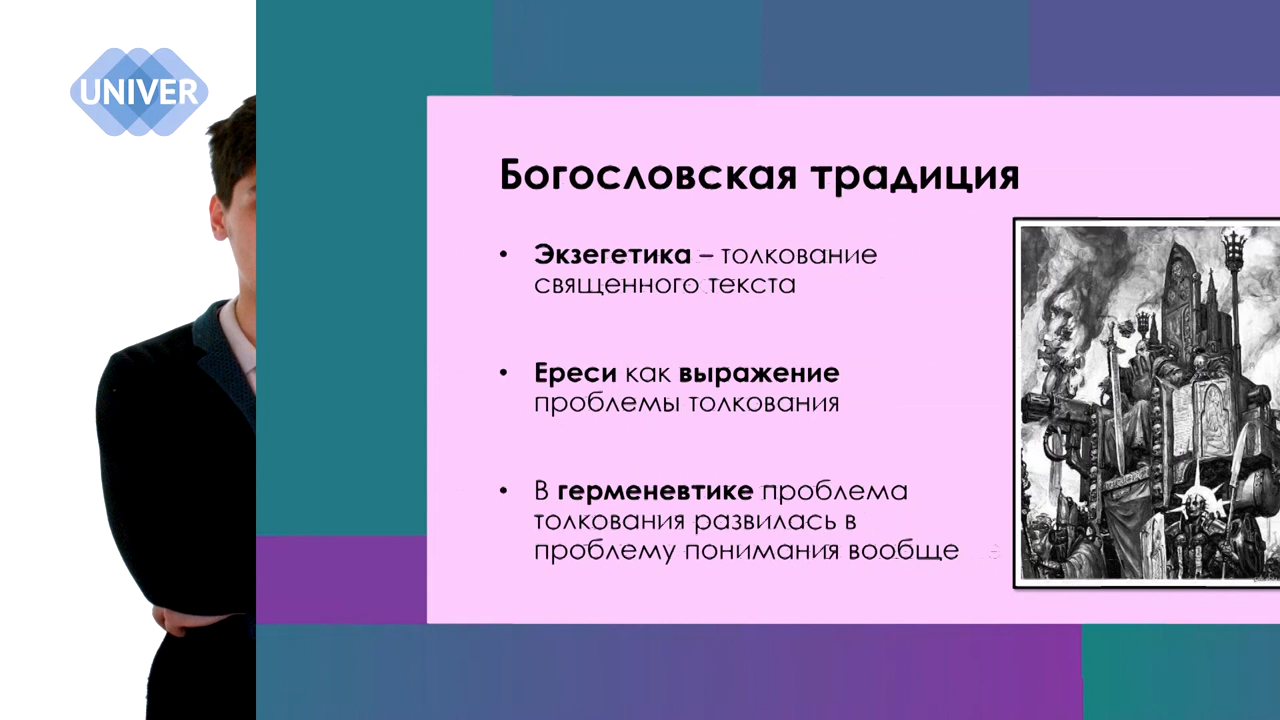 UNIVER
Богословская традиция
• Экзегетика – толкование
священного текста
• Ереси как выражение
проблемы толкования
• В герменевтике проблема
толкования развилась в
проблему понимания вообще